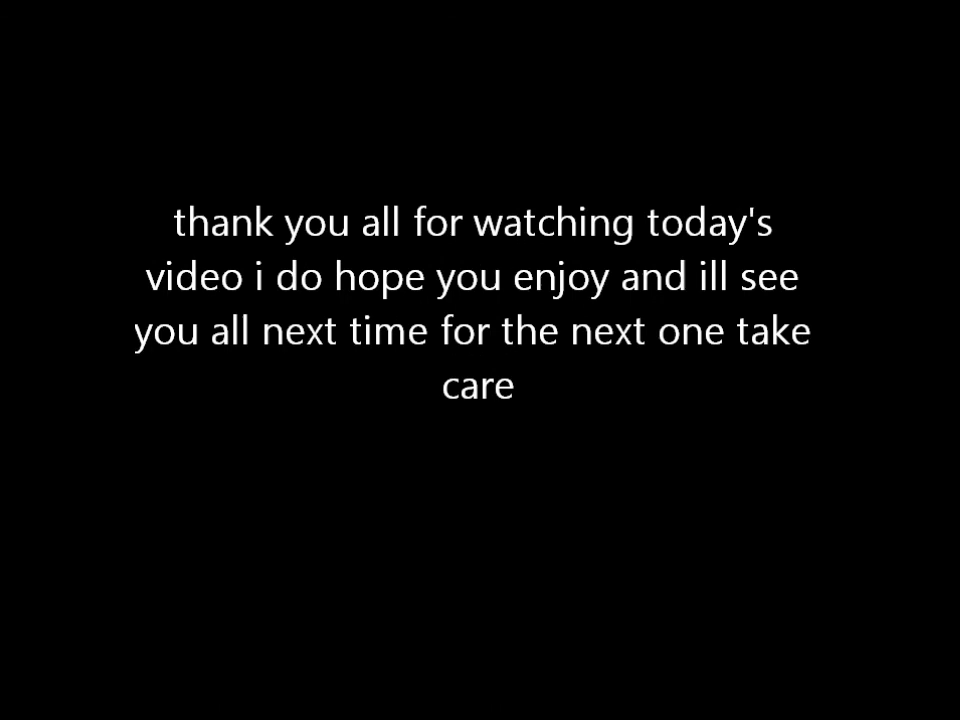 thank you all for watching today's
video i do hope you enjoy and ill see
you all next time for the next one take
care